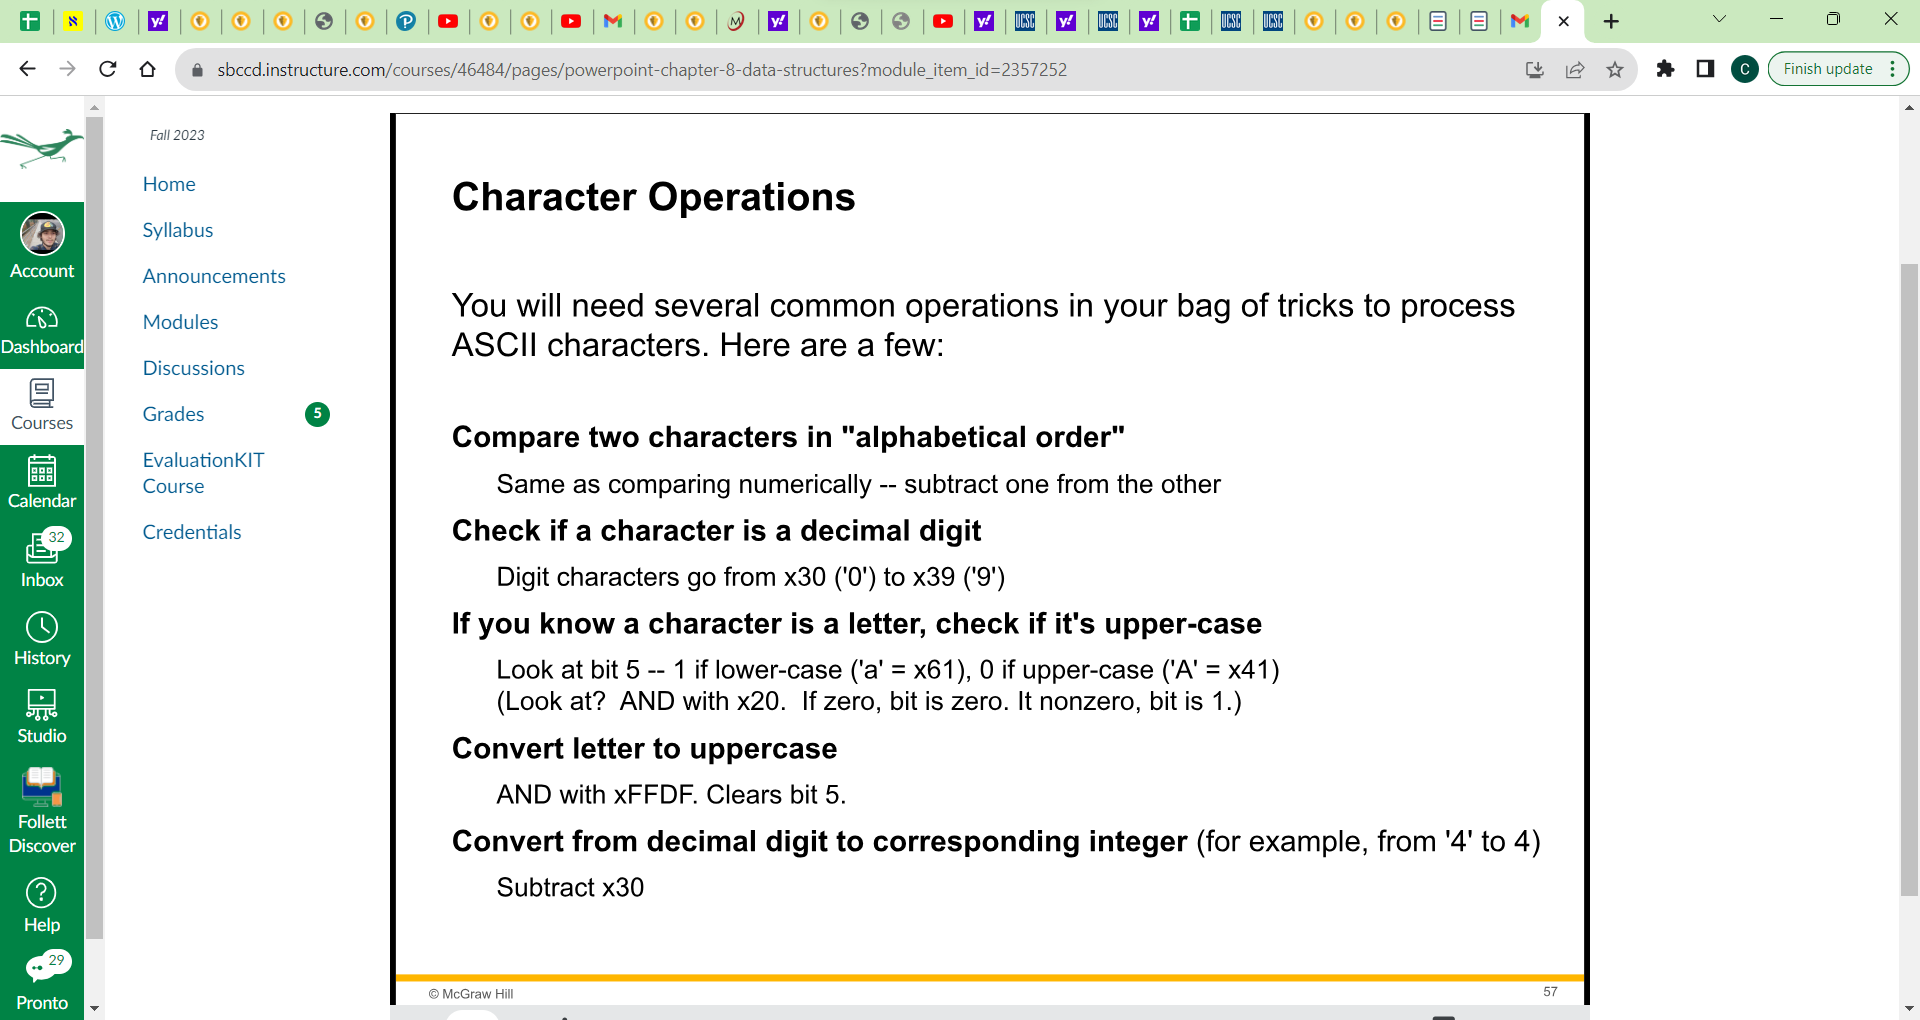 sbccd.instructure.com/courses/46484/pages/powerpoint-chapter-8-data-structures?module_item_id=2357252
C
Finish update
Fall 2023
Home
Syllabus
Announcements
Modules
Discussions
Grades
5
EvaluationKIT
Course
Credentials
Account
Dashboard
Courses
Calendar
32
Inbox
History
Studio
Follett
Discover
Help
29
Pronto
Character Operations
You will need several common operations in your bag of tricks to process
ASCII characters. Here are a few:
Compare two characters in "alphabetical order"
Same as comparing numerically -- subtract one from the other
Check if a character is a decimal digit
Digit characters go from x30 ('0') to x39 ('9')
If you know a character is a letter, check if it's upper-case
Look at bit 5 -- 1 if lower-case ('a' = x61), 0 if upper-case ('A' = x41)
(Look at?  AND with x20.  If zero, bit is zero. It nonzero, bit is 1.)
Convert letter to uppercase
AND with xFFDF. Clears bit 5.
Convert from decimal digit to corresponding integer (for example, from '4' to 4)
Subtract x30
© McGraw Hill
57